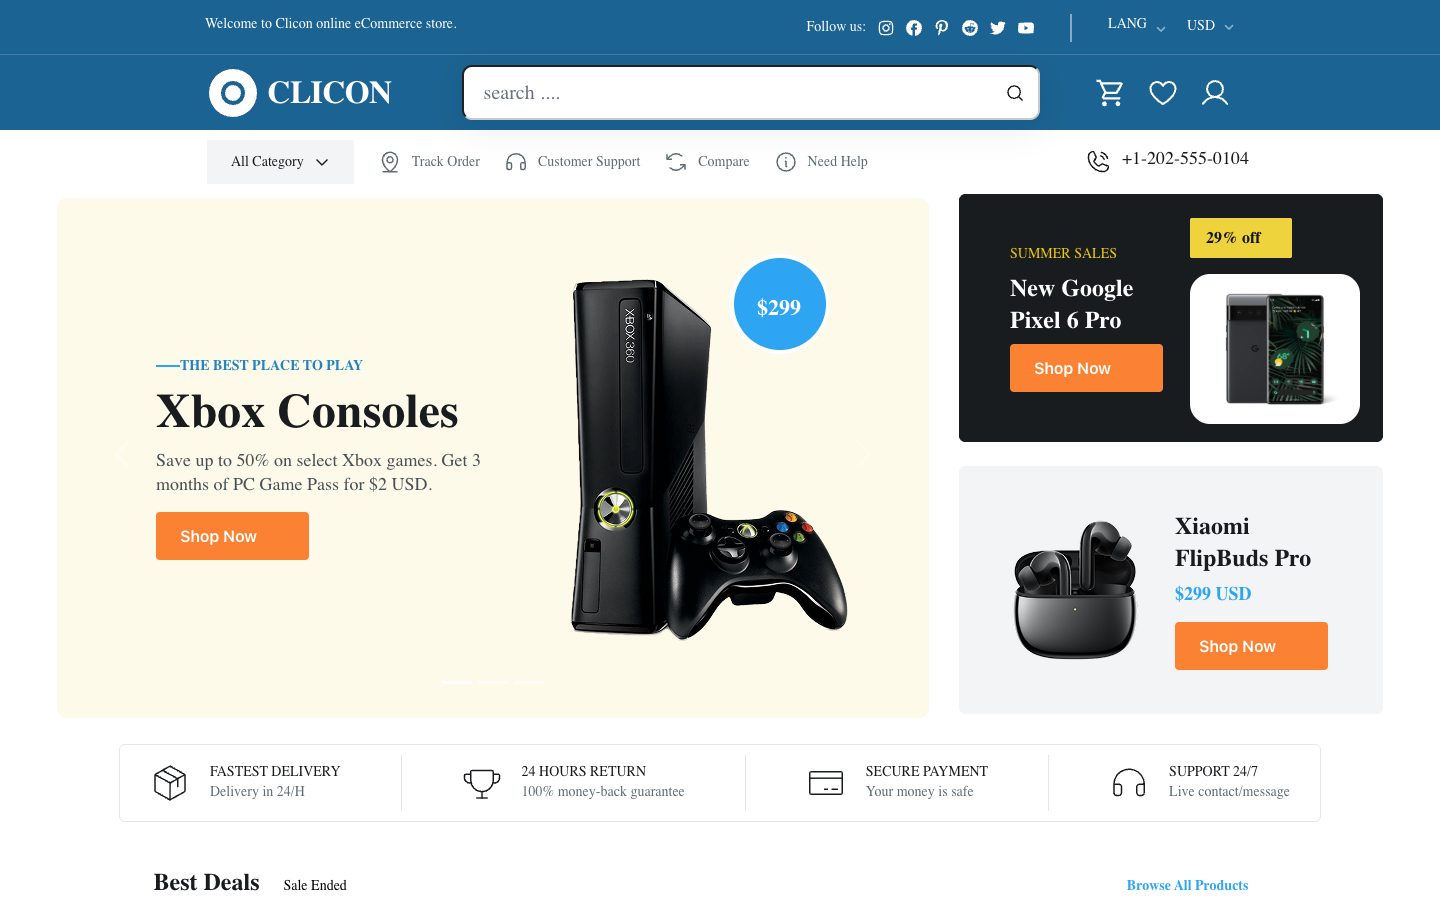 Welcome to Clicon online eCommerce store.
Follow us:
LANG
USD
CLICON
search ....
All Category
Track Order
Customer Support
Compare
Need Help
+1-202-555-0104
THE BEST PLACE TO PLAY
Xbox Consoles
Save up to 50% on select Xbox games. Get 3
months of PC Game Pass for $2 USD.
Shop Now
XBOX 360
$299
SUMMER SALES
New Google
Pixel 6 Pro
Shop Now
29% off
68°
Xiaomi
FlipBuds Pro
$299 USD
Shop Now
FASTEST DELIVERY
Delivery in 24/H
24 HOURS RETURN
100% money-back guarantee
SECURE PAYMENT
Your money is safe
SUPPORT 24/7
Live contact/message
Best Deals
Sale Ended
Browse All Products